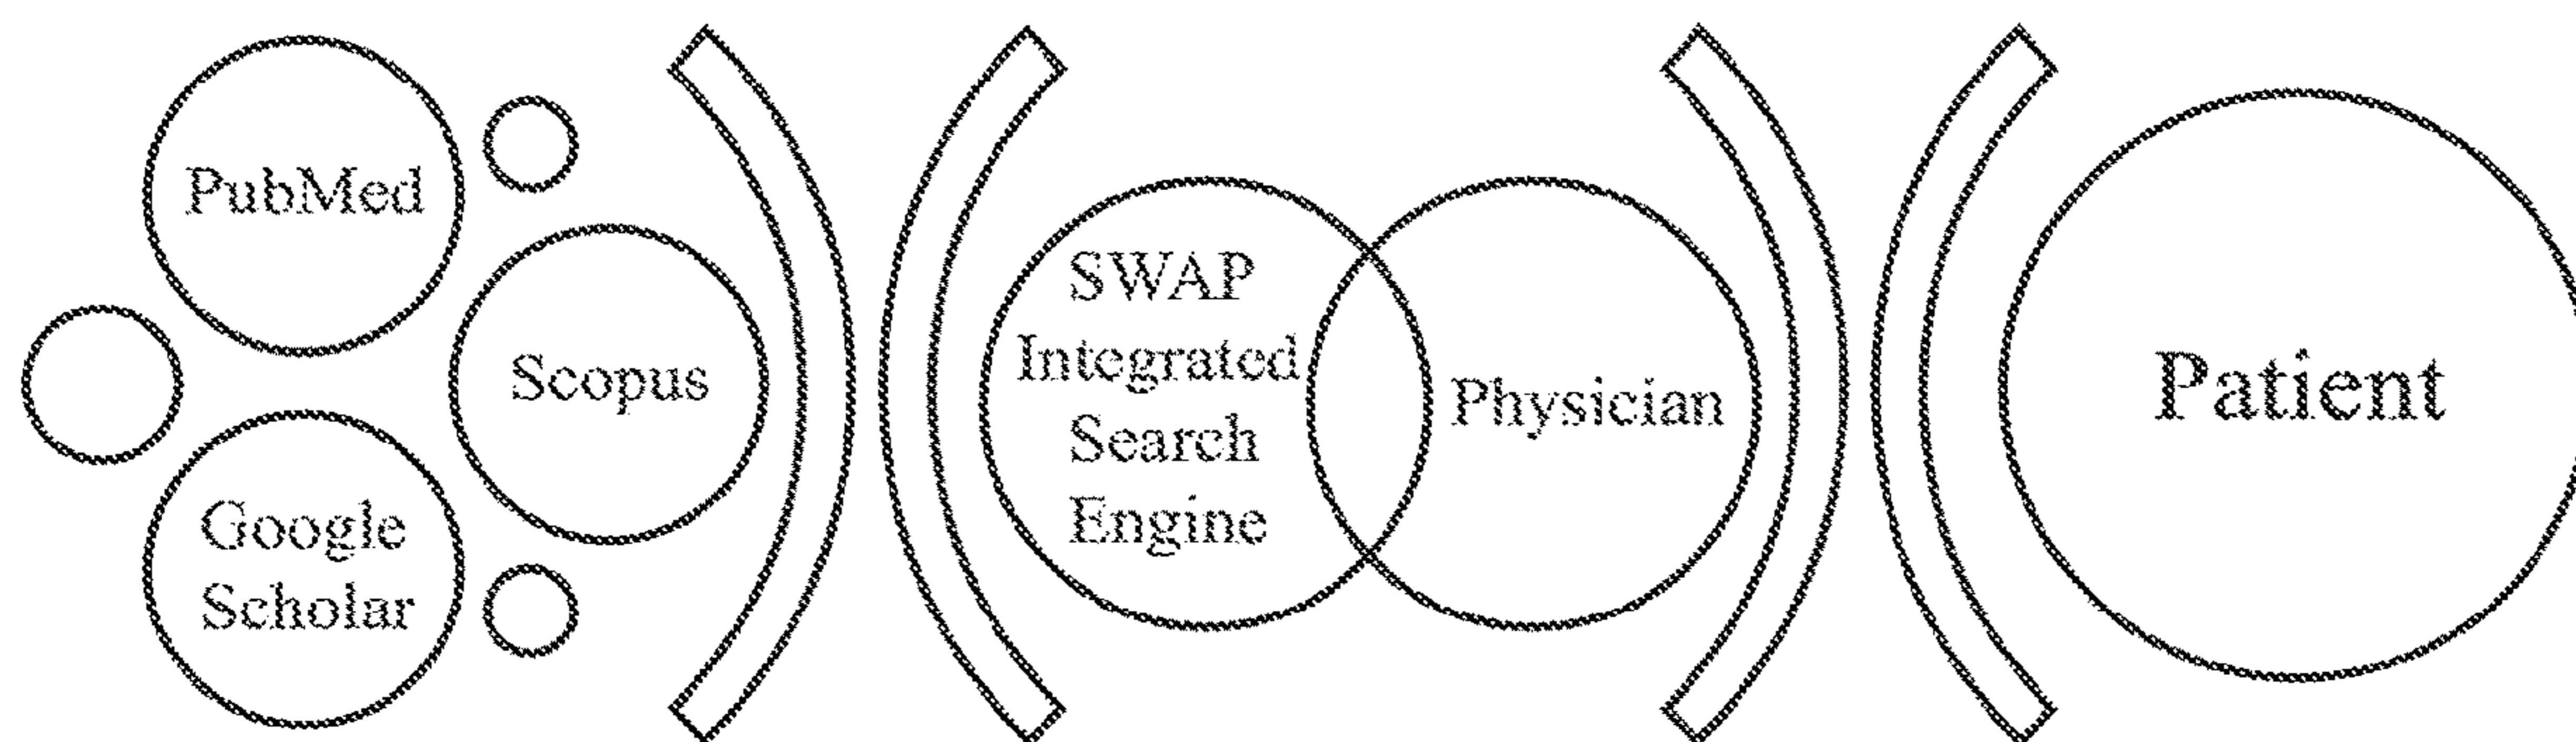 PubMed
Scopus
Google
Scholar
SWAP
Integrated
Search
Engine
Physician
Patient